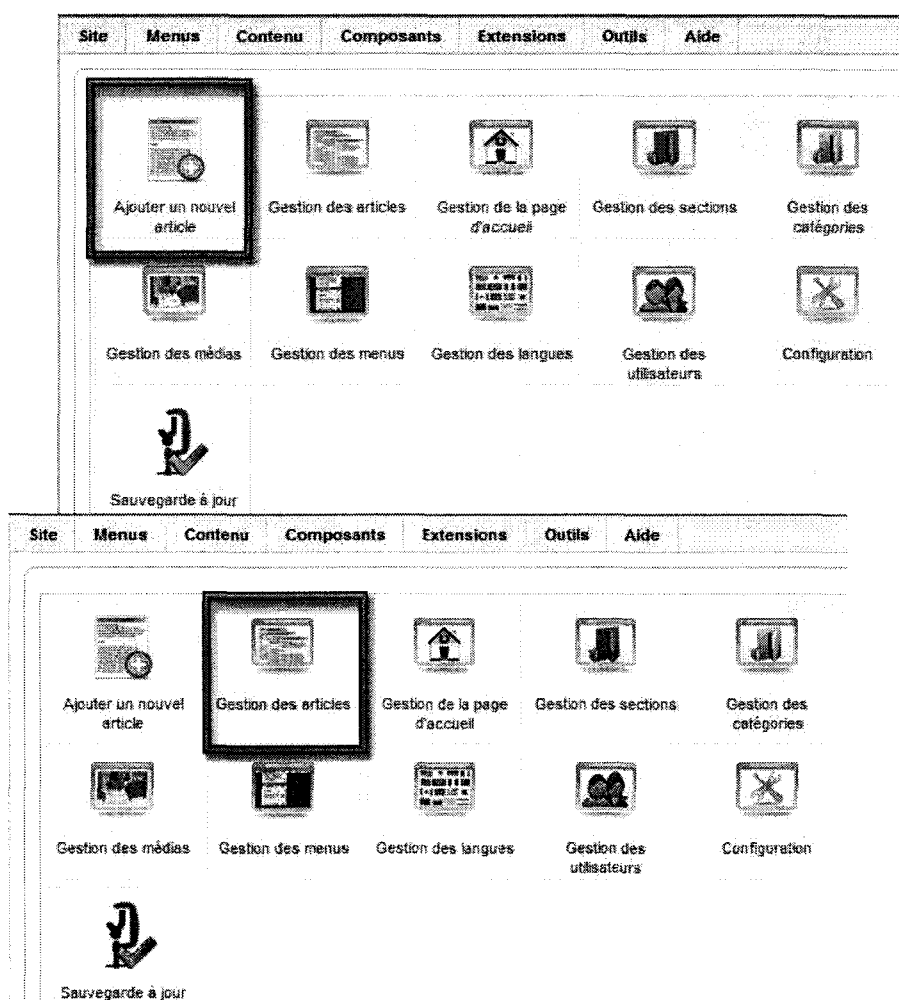 Site Menus Contenu Composants Extensions Outils Aide
Ajouter un nouvel article
Gestion des articles
Gestion de la page d'accueil
Gestion des sections
Gestion des catégories
Gestion des médias
Gestion des menus
Gestion des langues
Gestion des utilisateurs
Configuration
Sauvegarde à jour
Site Menus Contenu Composants Extensions Outils Aide
Ajouter un nouvel article
Gestion des articles
Gestion de la page d'accueil
Gestion des sections
Gestion des catégories
Gestion des médias
Gestion des menus
Gestion des langues
Gestion des utilisateurs
Configuration
Sauvegarde à jour